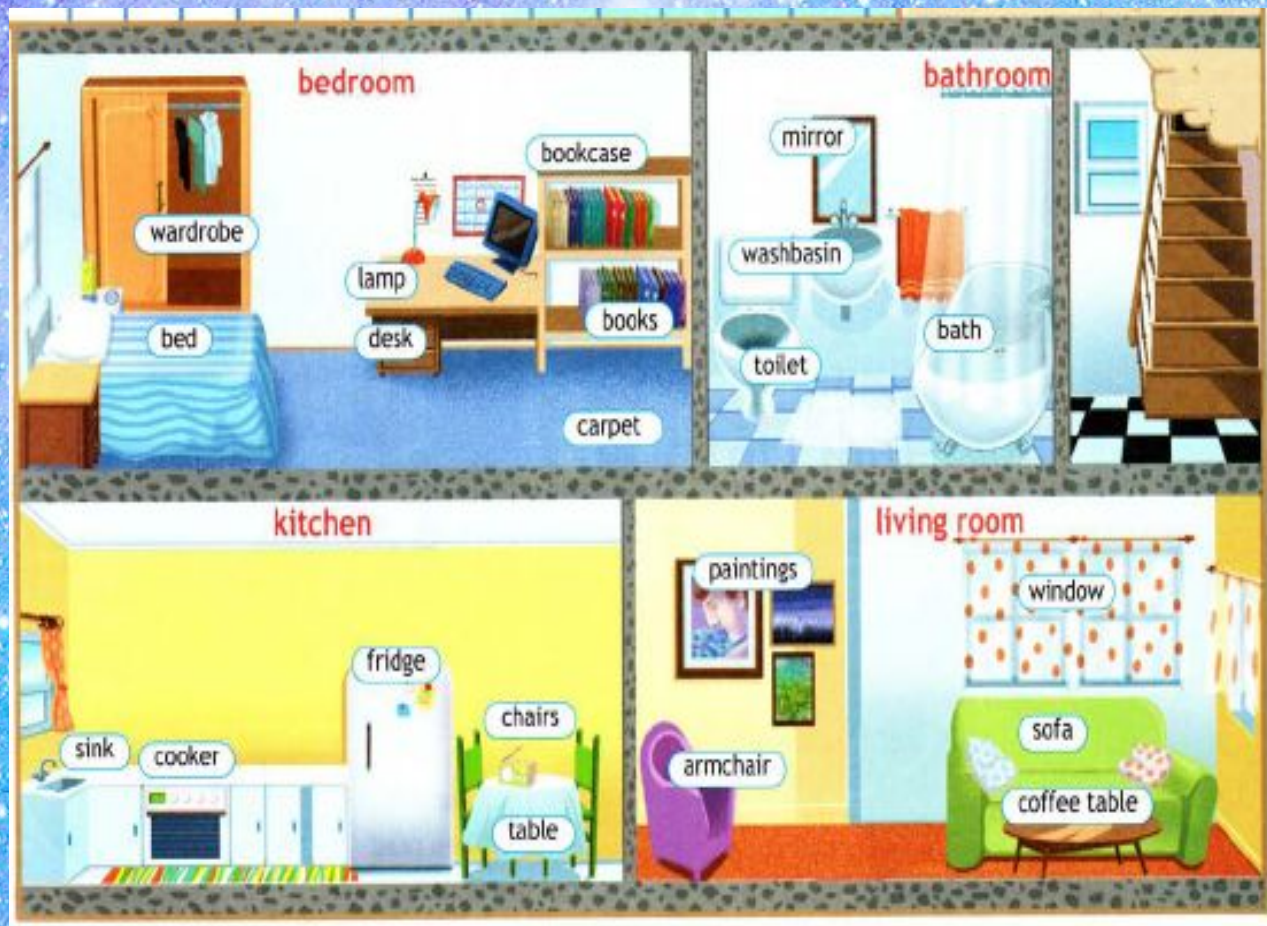 bedroom
wardrobe
bookcase
lamp
books
bed
desk
carpet
bathroom
mirror
washbasin
bath
toilet
kitchen
fridge
chairs
sink
cooker
table
living room
paintings
window
sofa
armchair
coffee table